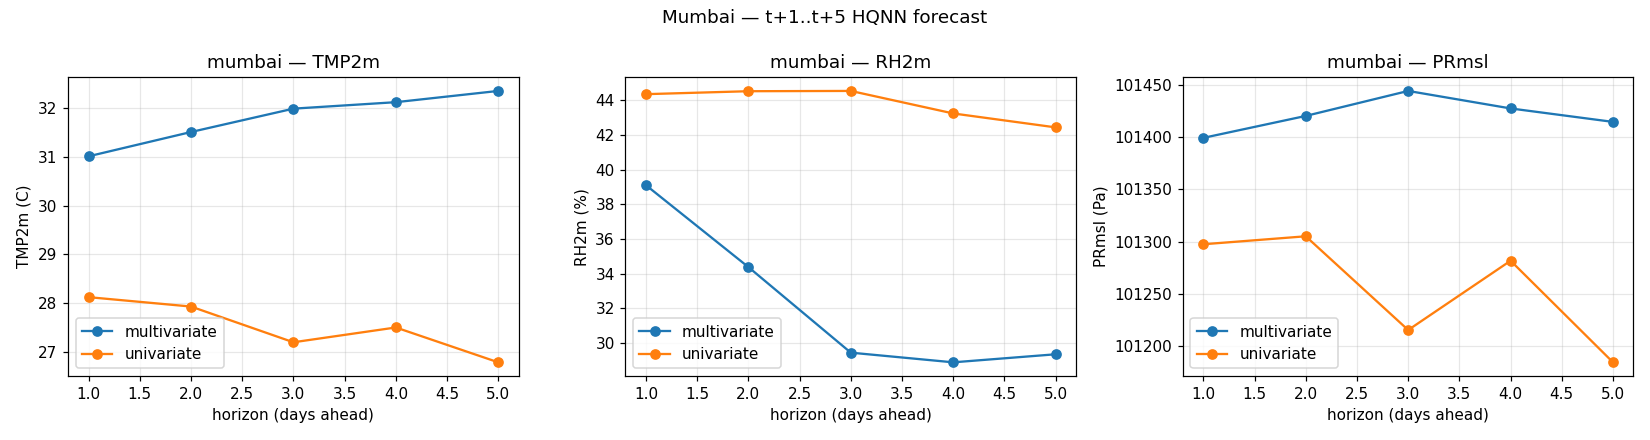 Mumbai — t+1..t+5 HQNN forecast
mumbai — TMP2m
TMP2m (C)
32
31
30
29
28
27
multivariate
univariate
1.0 1.5 2.0 2.5 3.0 3.5 4.0 4.5 5.0
horizon (days ahead)
mumbai — RH2m
RH2m (%)
44
42
40
38
36
34
32
30
multivariate
univariate
1.0 1.5 2.0 2.5 3.0 3.5 4.0 4.5 5.0
horizon (days ahead)
mumbai — PRmsl
PRmsl (Pa)
101450
101400
101350
101300
101250
101200
multivariate
univariate
1.0 1.5 2.0 2.5 3.0 3.5 4.0 4.5 5.0
horizon (days ahead)